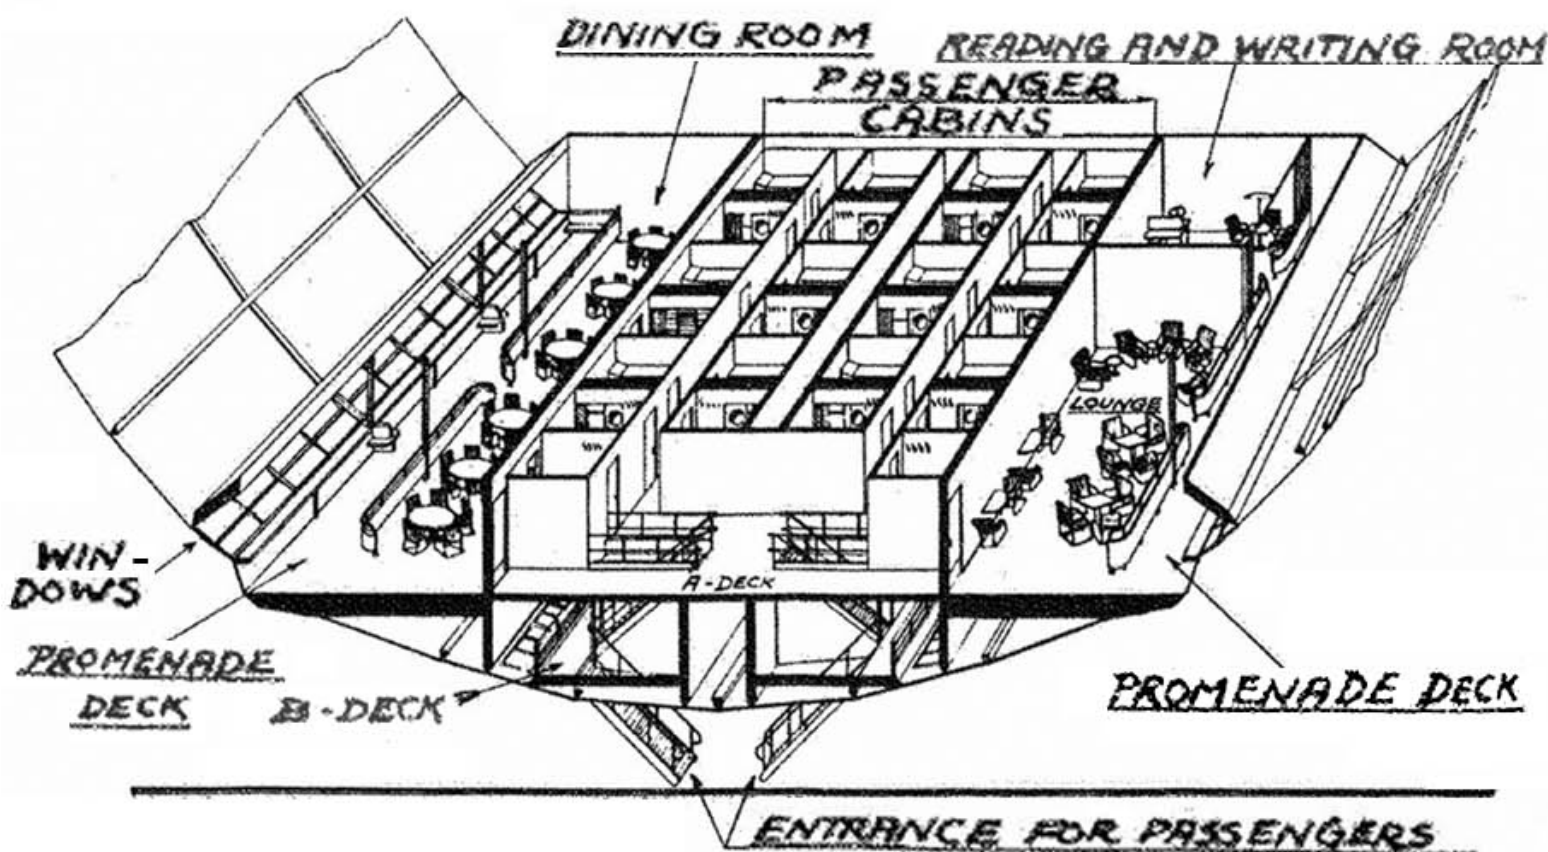 DINING ROOM
READING AND WRITING ROOM
PASSENGER
CABINS
LOUNGE
A-DECK
WIN-
DOWS
PROMENADE
DECK
B-DECK
PROMENADE DECK
ENTRANCE FOR PASSENGERS